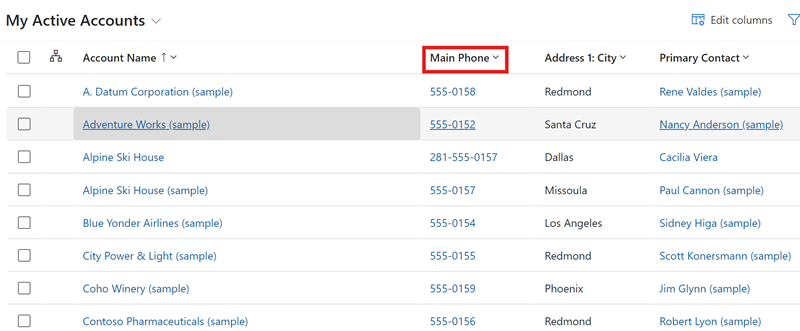 My Active Accounts Edit columns
Account Name Main Phone Address 1: City Primary Contact
A. Datum Corporation (sample) 555-0158 Redmond Rene Valdes (sample)
Adventure Works (sample) 555-0152 Santa Cruz Nancy Anderson (sample)
Alpine Ski House 281-555-0157 Dallas Cacilia Viera
Alpine Ski House (sample) 555-0157 Missoula Paul Cannon (sample)
Blue Yonder Airlines (sample) 555-0154 Los Angeles Sidney Higa (sample)
City Power & Light (sample) 555-0155 Redmond Scott Konersmann (sample)
Coho Winery (sample) 555-0159 Phoenix Jim Glynn (sample)
Contoso Pharmaceuticals (sample) 555-0156 Redmond Robert Lyon (sample)